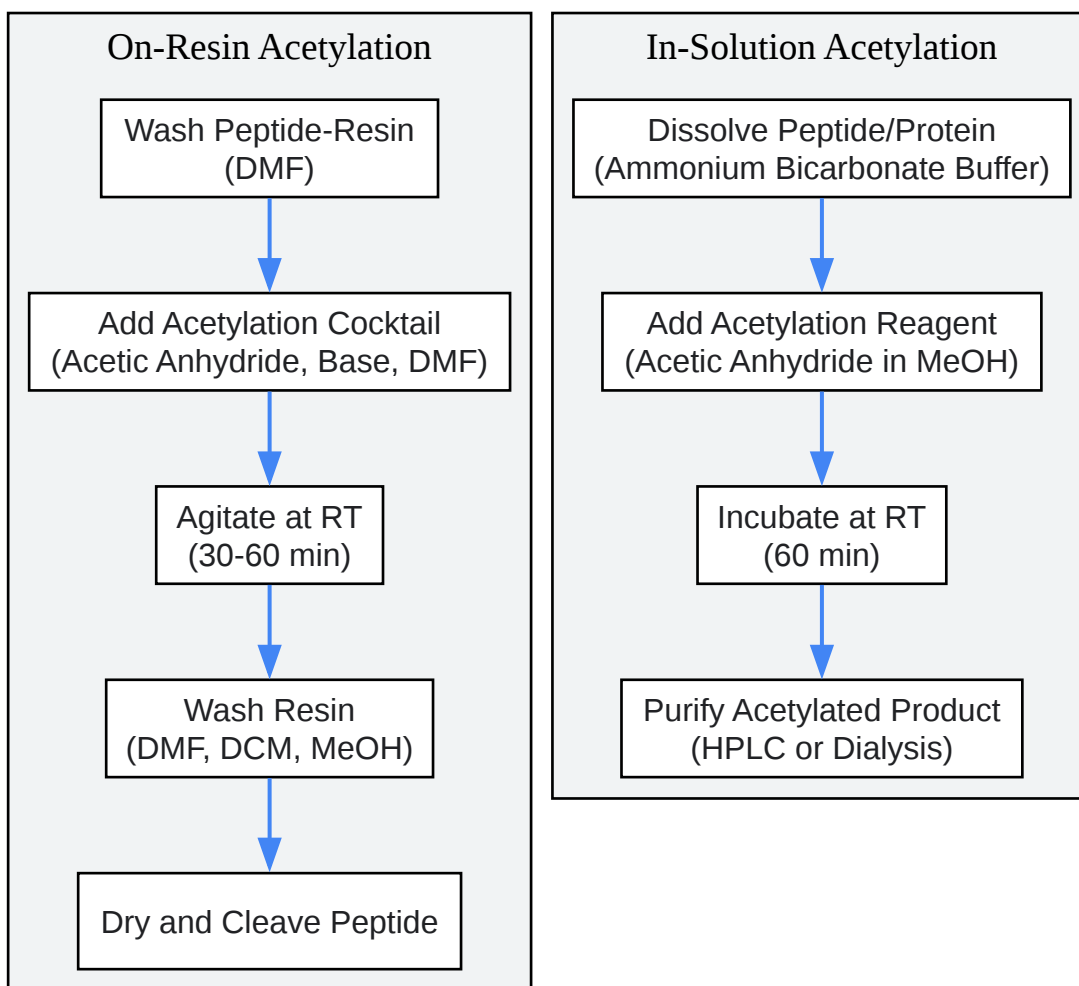 On-Resin Acetylation
Wash Peptide-Resin
(DMF)
Add Acetylation Cocktail
(Acetic Anhydride, Base, DMF)
Agitate at RT
(30-60 min)
Wash Resin
(DMF, DCM, MeOH)
Dry and Cleave Peptide
In-Solution Acetylation
Dissolve Peptide/Protein
(Ammonium Bicarbonate Buffer)
Add Acetylation Reagent
(Acetic Anhydride in MeOH)
Incubate at RT
(60 min)
Purify Acetylated Product
(HPLC or Dialysis)